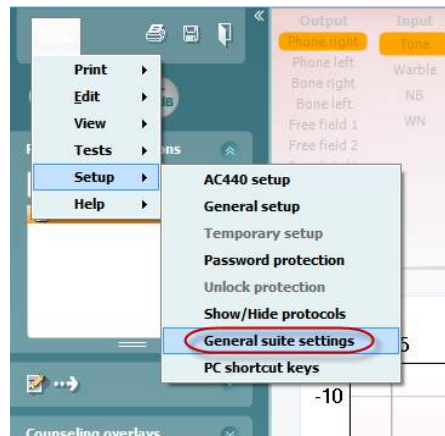 Output Input
Phone right Tone
Phone left Warble
Bone right NB
Bone left WN
Free field 1
Free field 2
Print
Edit
View
Tests
Setup
Help
dB
ons
AC440 setup
General setup
Temporary setup
Password protection
Unlock protection
Show/Hide protocols
General suite settings
PC shortcut keys
5
-10
Counseling overlays